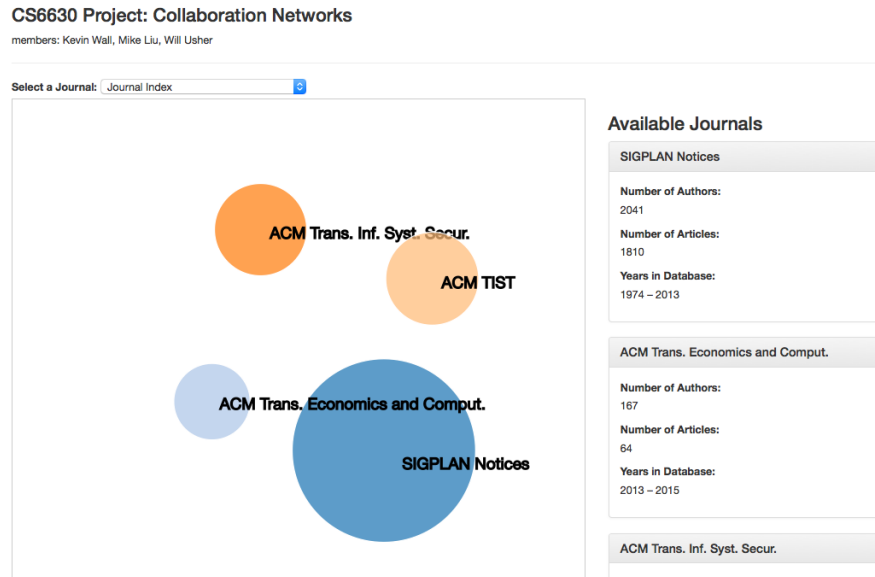 CS6630 Project: Collaboration Networks
members: Kevin Wall, Mike Liu, Will Usher
Select a Journal: Journal Index
ACM Trans. Inf. Syst. Secur.
ACM TIST
ACM Trans. Economics and Comput.
SIGPLAN Notices
Available Journals
SIGPLAN Notices
Number of Authors:
2041
Number of Articles:
1810
Years in Database:
1974 – 2013
ACM Trans. Economics and Comput.
Number of Authors:
167
Number of Articles:
64
Years in Database:
2013 – 2015
ACM Trans. Inf. Syst. Secur.